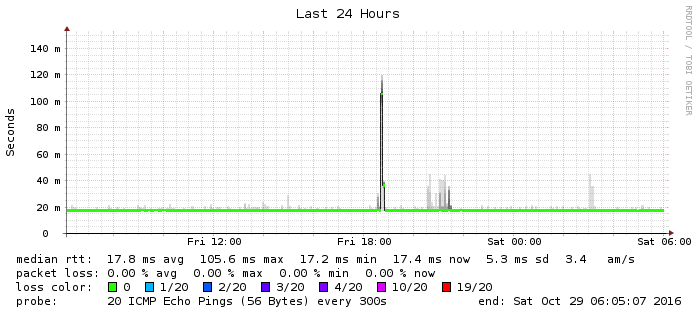 Last 24 Hours
RRDTOOL / TOBI OETIKER
Seconds
140 m
120 m
100 m
80 m
60 m
40 m
20 m
0
Fri 12:00 Fri 18:00 Sat 00:00 Sat 06:00
median rtt: 17.8 ms avg 105.6 ms max 17.2 ms min 17.4 ms now 5.3 ms sd 3.4 am/s
packet loss: 0.00 % avg 0.00 % max 0.00 % min 0.00 % now
loss color: 0 1/20 2/20 3/20 4/20 10/20 19/20
probe: 20 ICMP Echo Pings (56 Bytes) every 300s end: Sat Oct 29 06:05:07 2016